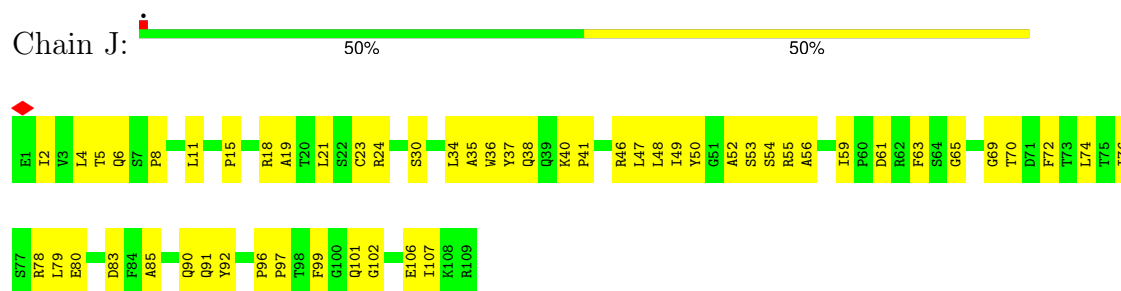 Chain J:
50% 50%
E1 I2 V3 L4 T5 Q6 S7 P8 L11 P15 R18 A19 T20 L21 S22 C23 R24 S30 L34 A35 W36 Y37 Q38 Q39 K40 P41 R46 L47 L48 I49 Y50 G51 A52 S53 S54 R55 A56 I59 P60 D61 R62 F63 S64 G65 G69 T70 D71 F72 T73 L74 T75 I76
S77 R78 L79 E80 D83 F84 A85 Q90 Q91 Y92 P96 P97 T98 F99 G100 Q101 G102 E106 I107 K108 R109